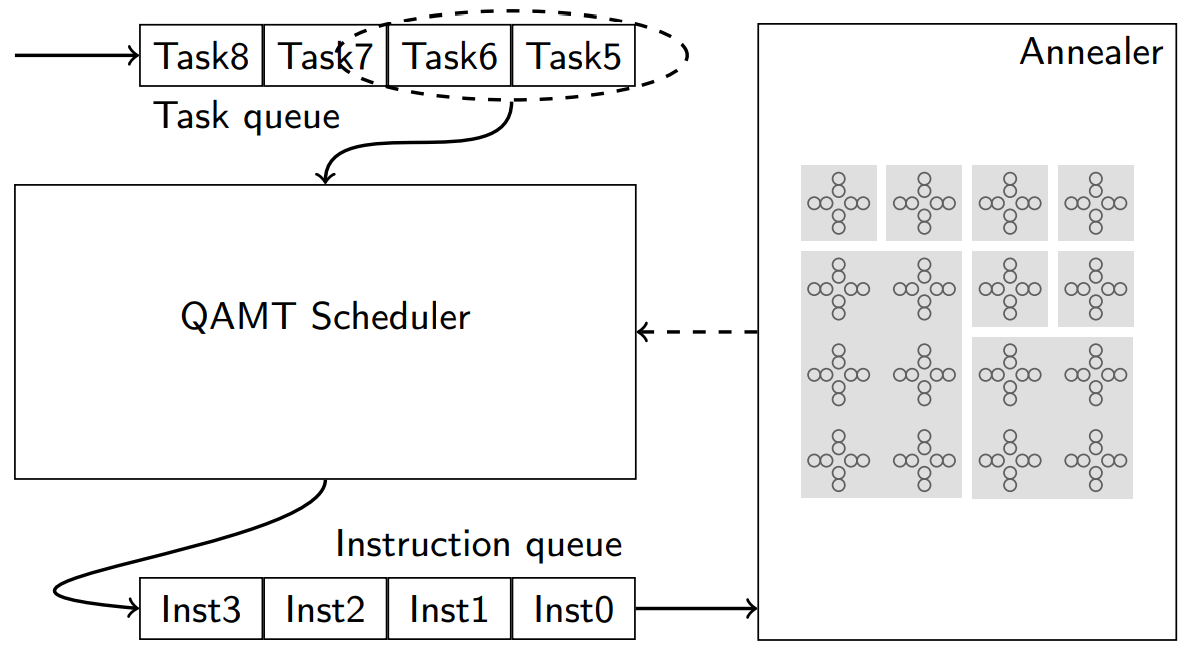 Task8 Task7 Task6 Task5
Annealer
Task queue
QAMT Scheduler
Instruction queue
Inst3 Inst2 Inst1 Inst0